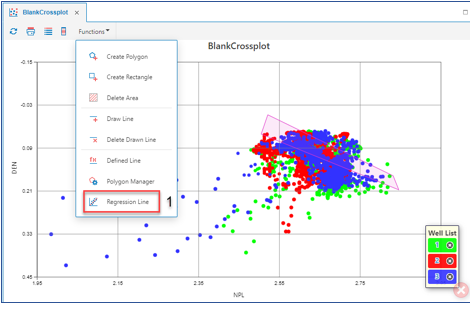 BlankCrossplot ×
Functions
BlankCrossplot
Create Polygon
Create Rectangle
Delete Area
Draw Line
Delete Drawn Line
Defined Line
Polygon Manager
Regression Line
1
-0.15
-0.03
0.09
0.21
0.33
0.45
DEN
1.95
2.15
2.35
2.55
2.75
NPL
Well List
1
2
3